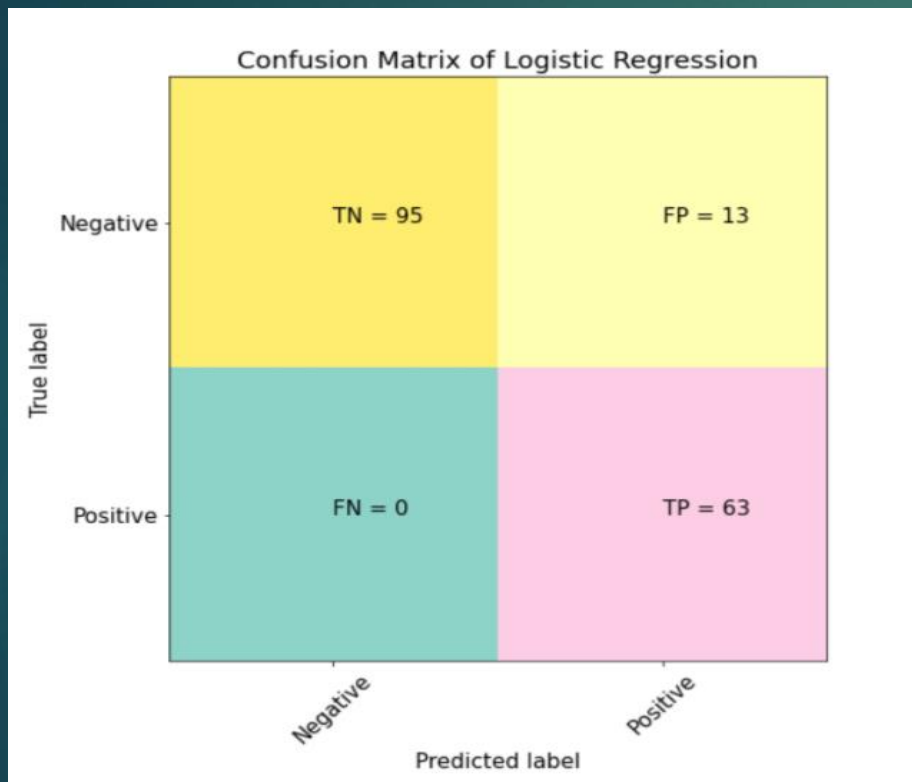 Confusion Matrix of Logistic Regression
Negative
TN = 95
FP = 13
True label
Positive
FN = 0
TP = 63
Negative
Positive
Predicted label